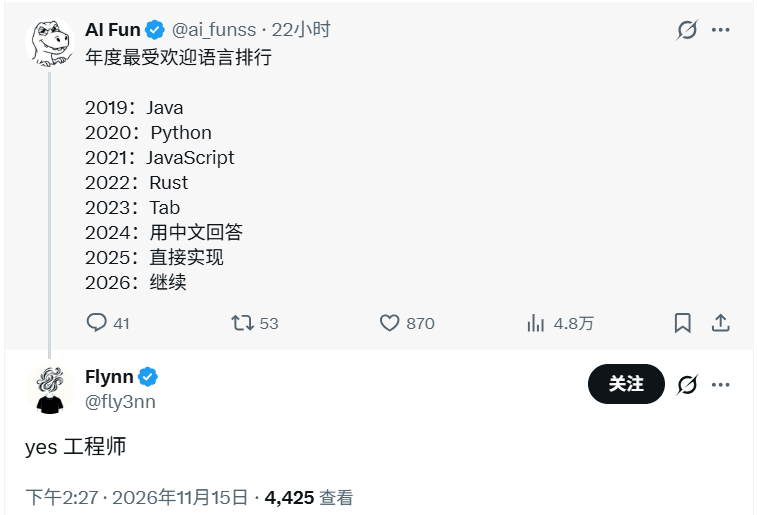 AI Fun @ai_funss · 22小时
年度最受欢迎语言排行
2019：Java
2020：Python
2021：JavaScript
2022：Rust
2023：Tab
2024：用中文回答
2025：直接实现
2026：继续
41 53 870 4.8万
Flynn
关注
@fly3nn
yes 工程师
下午2:27 · 2026年11月15日 · 4,425 查看